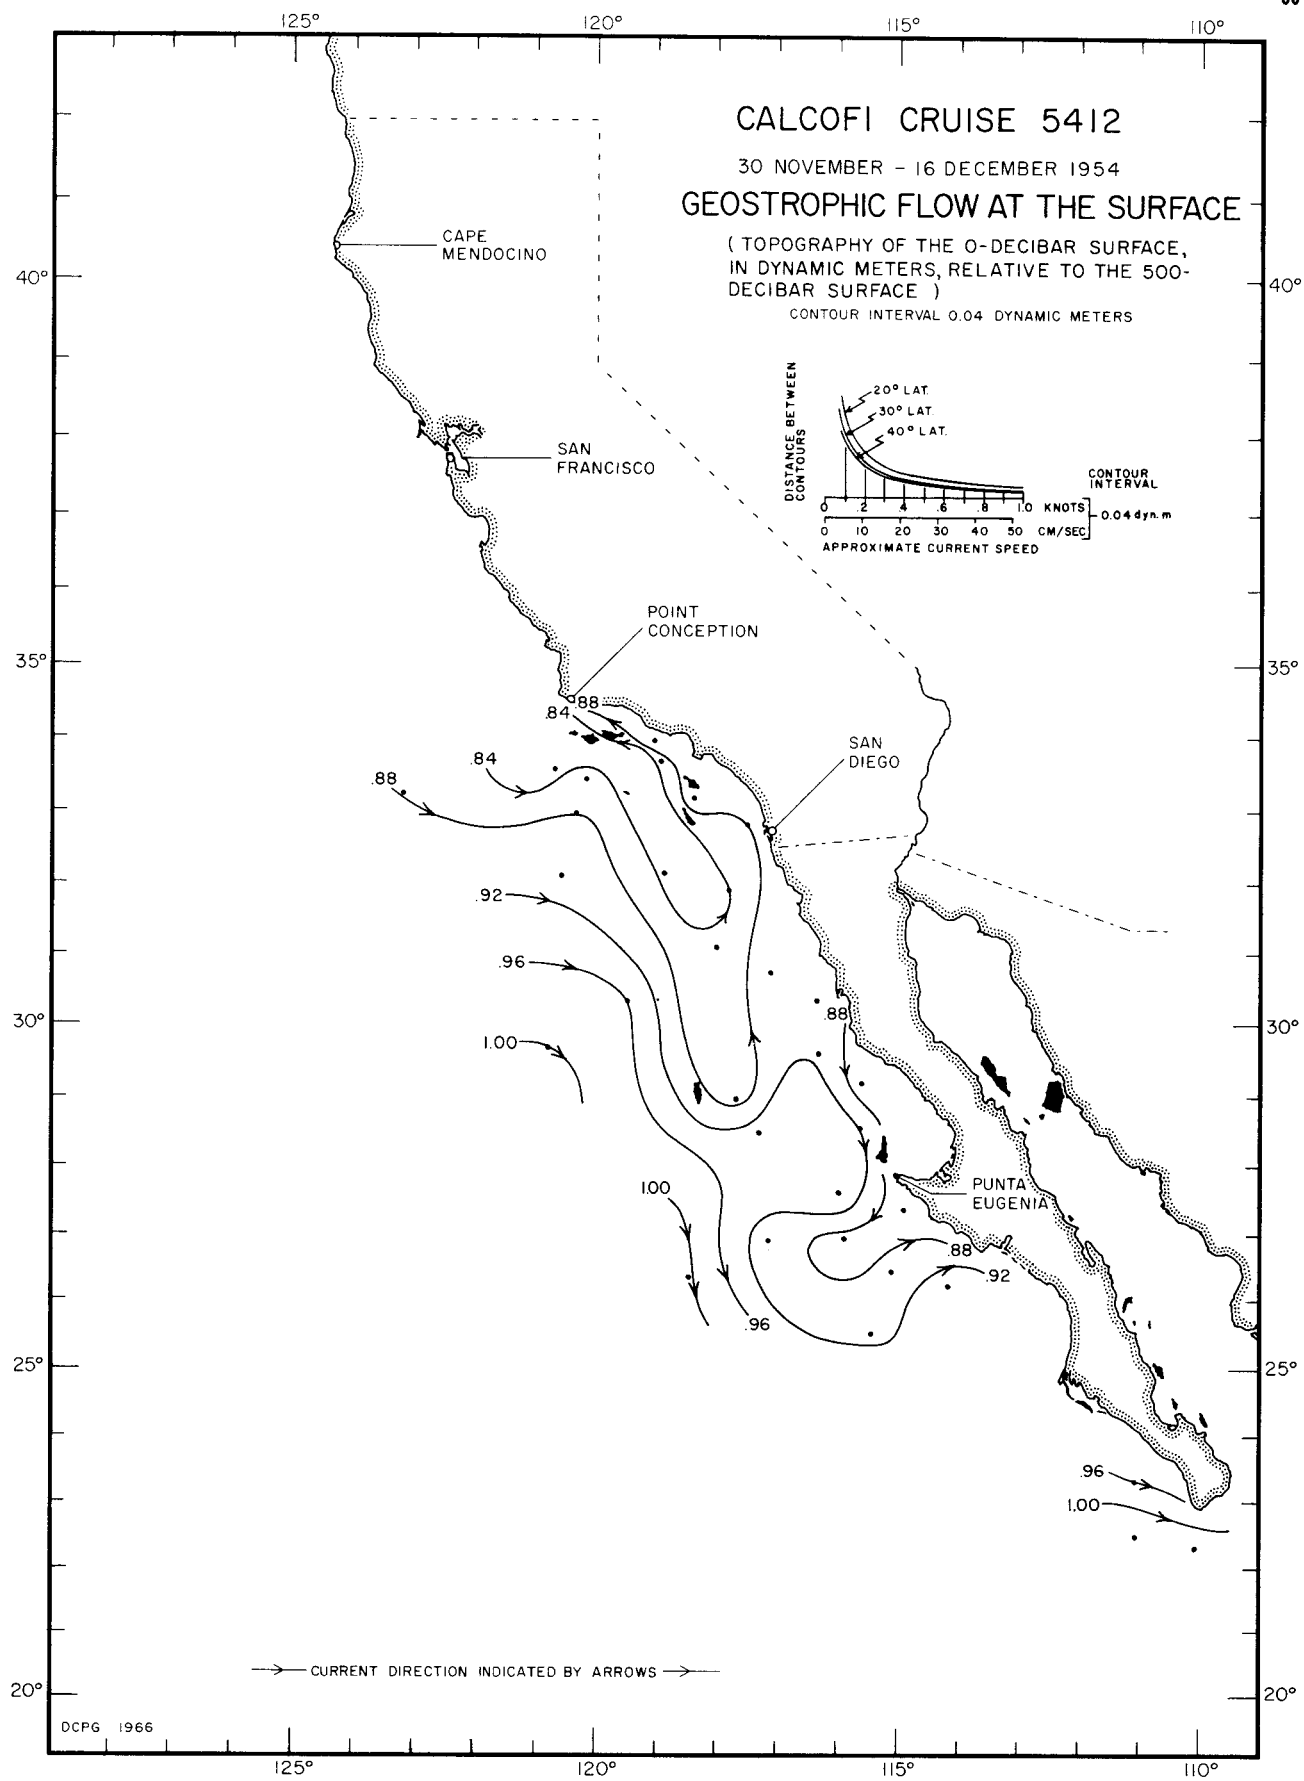 125°
120°
115°
110°
CALCOFI CRUISE 5412
30 NOVEMBER - 16 DECEMBER 1954
GEOSTROPHIC FLOW AT THE SURFACE
( TOPOGRAPHY OF THE 0-DECIBAR SURFACE,
IN DYNAMIC METERS, RELATIVE TO THE 500-
DECIBAR SURFACE )
CONTOUR INTERVAL 0.04 DYNAMIC METERS
CAPE
MENDOCINO
40°
40°
DISTANCE BETWEEN
CONTOURS
20° LAT.
30° LAT.
40° LAT.
SAN
FRANCISCO
CONTOUR
INTERVAL
0 .2 .4 .6 .8 1.0 KNOTS
0.04 dyn. m
0 10 20 30 40 50 CM/SEC
APPROXIMATE CURRENT SPEED
POINT
CONCEPTION
35°
35°
.88
.84
SAN
DIEGO
.84
.88
.92
.96
30°
30°
.88
1.00
1.00
PUNTA
EUGENIA
.88
.92
.96
25°
25°
.96
1.00
CURRENT DIRECTION INDICATED BY ARROWS
20°
20°
DCPG 1966
125°
120°
115°
110°